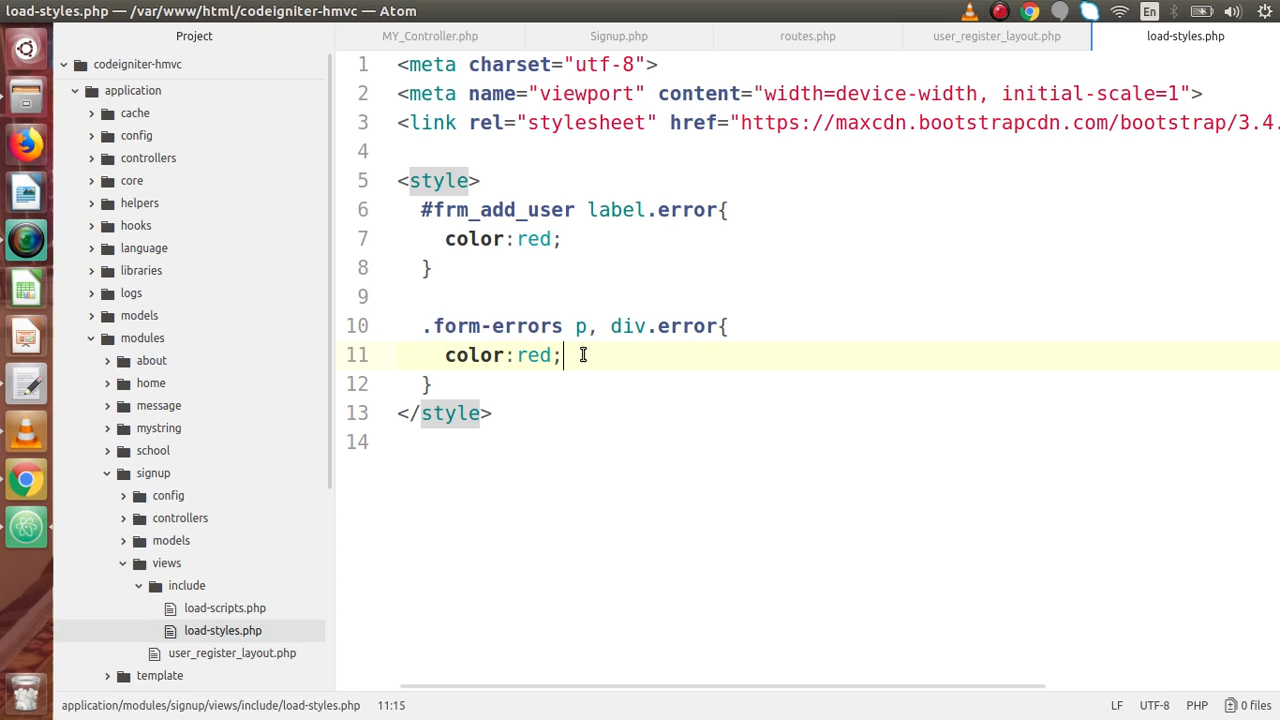 load-styles.php — /var/www/html/codeigniter-hmvc — Atom
En
Project
MY_Controller.php
Signup.php
routes.php
user_register_layout.php
load-styles.php
codeigniter-hmvc
application
cache
config
controllers
core
helpers
hooks
language
libraries
logs
models
modules
about
home
message
mystring
school
signup
config
controllers
models
views
include
load-scripts.php
load-styles.php
user_register_layout.php
template
1 <meta charset="utf-8">
2 <meta name="viewport" content="width=device-width, initial-scale=1">
3 <link rel="stylesheet" href="https://maxcdn.bootstrapcdn.com/bootstrap/3.4.
4
5 <style>
6 #frm_add_user label.error{
7 color:red;
8 }
9
10 .form-errors p, div.error{
11 color:red;
12 }
13 </style>
14
application/modules/signup/views/include/load-styles.php 11:15
LF UTF-8 PHP 0 files